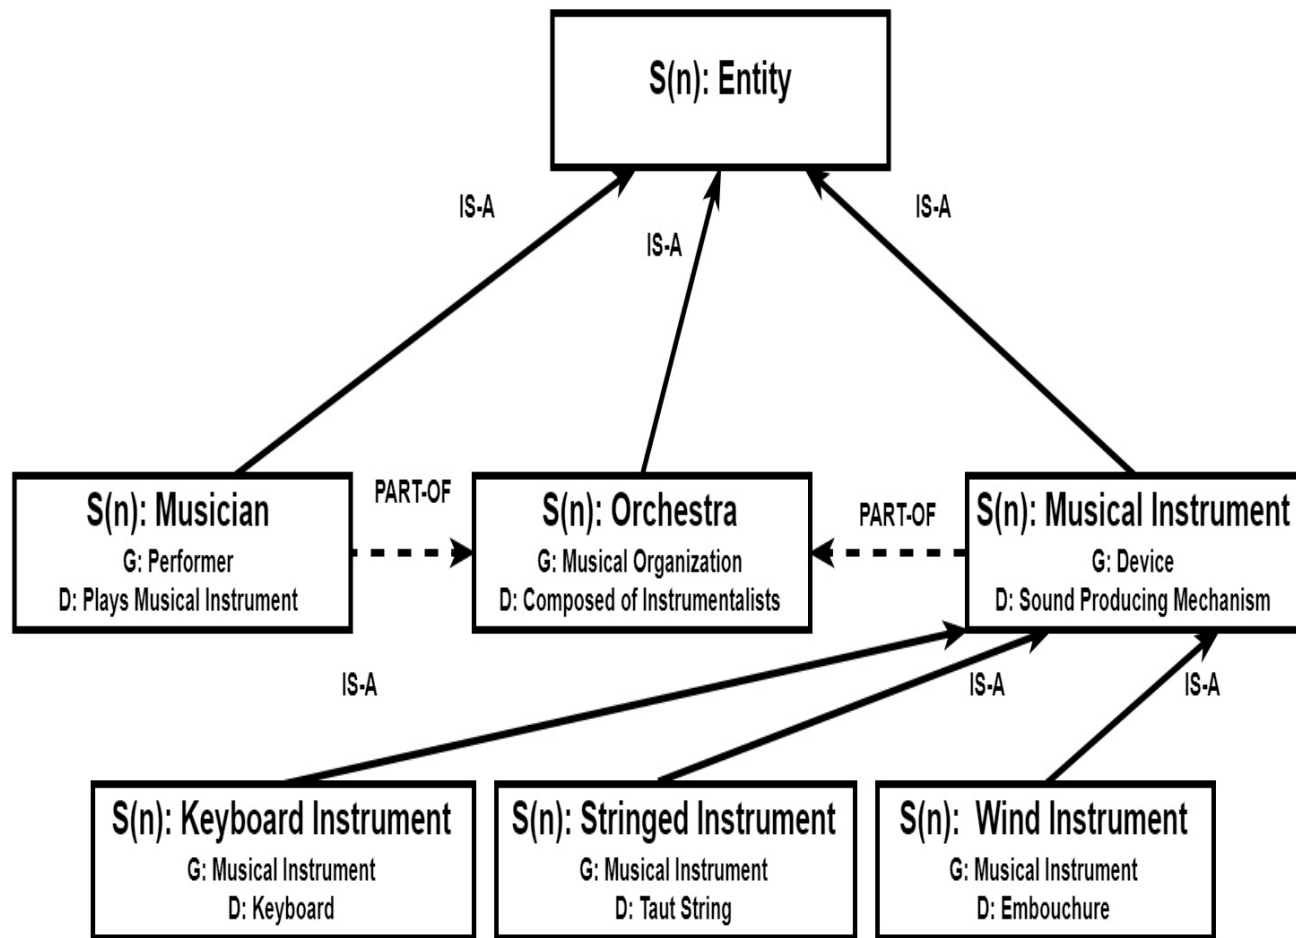 S(n): Entity
IS-A
IS-A
IS-A
S(n): Musician
G: Performer
D: Plays Musical Instrument
PART-OF
S(n): Orchestra
G: Musical Organization
D: Composed of Instrumentalists
PART-OF
S(n): Musical Instrument
G: Device
D: Sound Producing Mechanism
IS-A
IS-A
IS-A
S(n): Keyboard Instrument
G: Musical Instrument
D: Keyboard
S(n): Stringed Instrument
G: Musical Instrument
D: Taut String
S(n): Wind Instrument
G: Musical Instrument
D: Embouchure